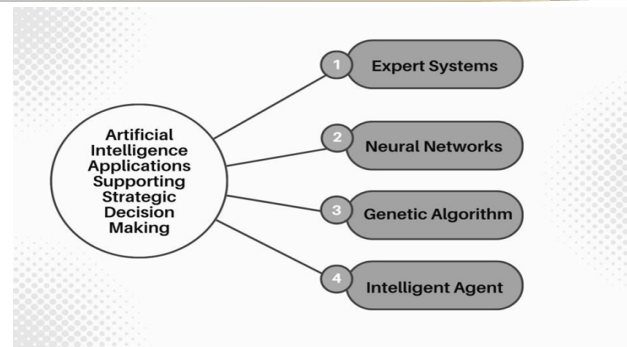 Artificial
Intelligence
Applications
Supporting
Strategic
Decision
Making
1 Expert Systems
2 Neural Networks
3 Genetic Algorithm
4 Intelligent Agent